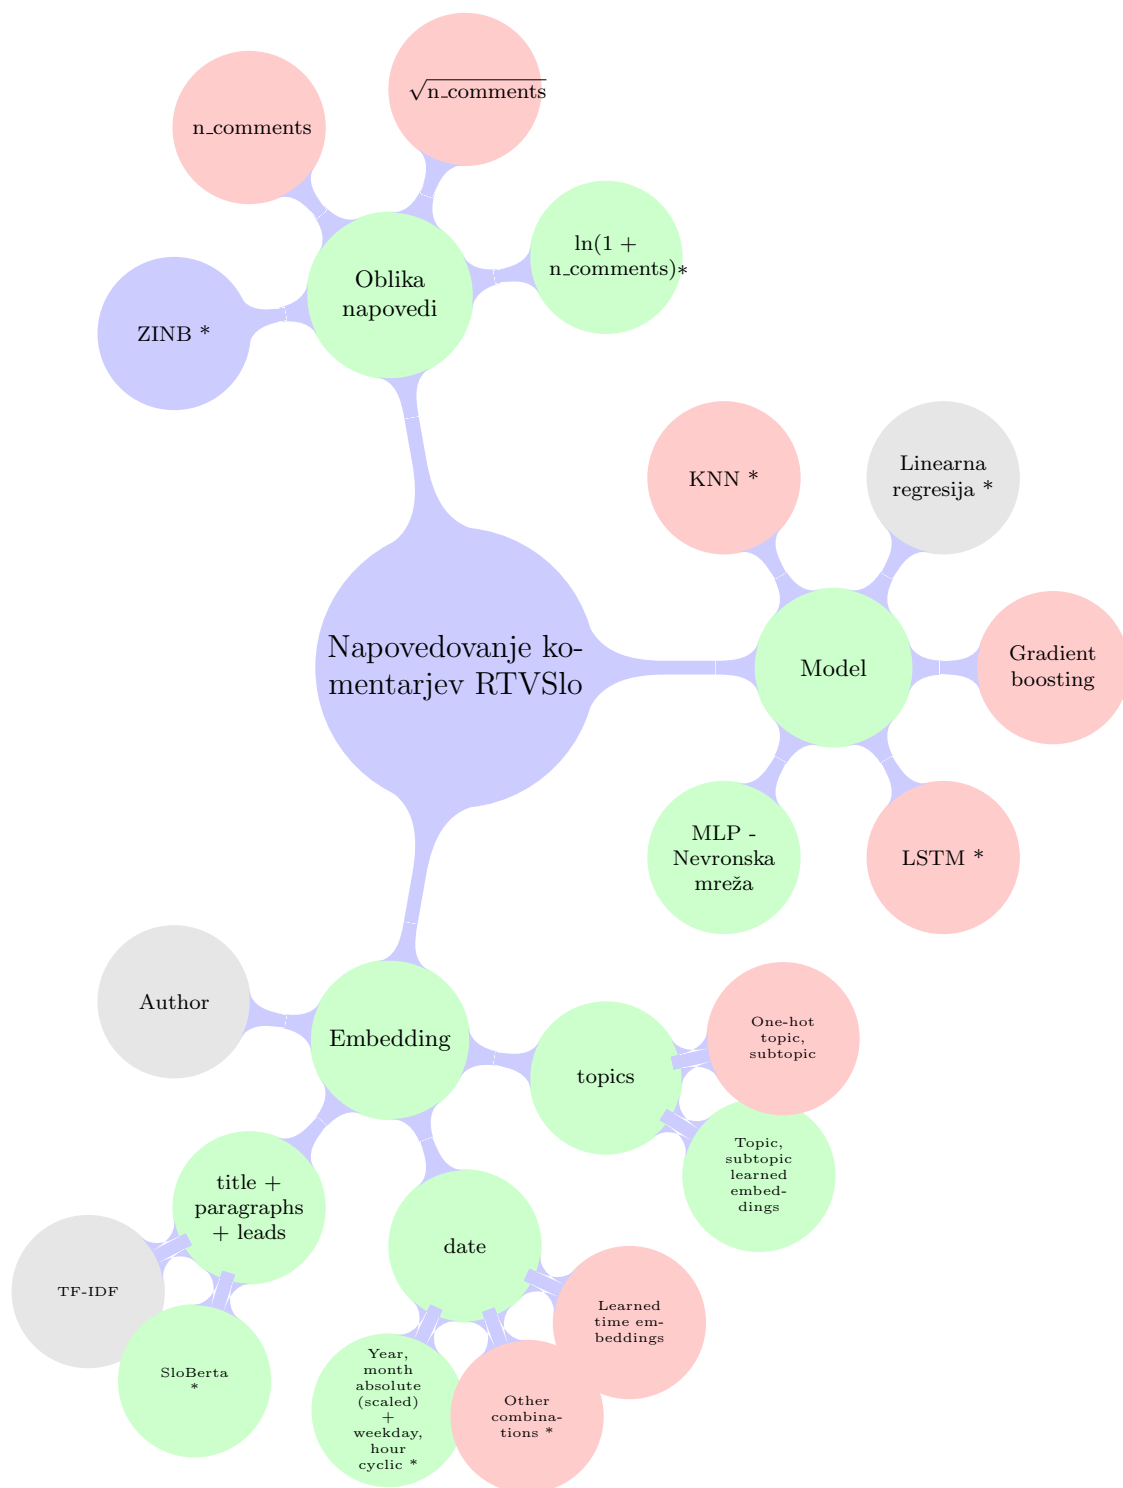 √n_comments
n_comments
ln(1 +
n_comments)*
Oblika
napovedi
ZINB *
KNN *
Linearna
regresija *
Napovedovanje ko-
mentarjev RTVSlo
Model
Gradient
boosting
MLP -
Nevronska
mreža
LSTM *
Author
Embedding
topics
One-hot
topic,
subtopic
Topic,
subtopic
learned
embed-
dings
title +
paragraphs
+ leads
date
TF-IDF
SloBerta
*
Year,
month
absolute
(scaled)
+
weekday,
hour
cyclic *
Other
combina-
tions *
Learned
time em-
beddings